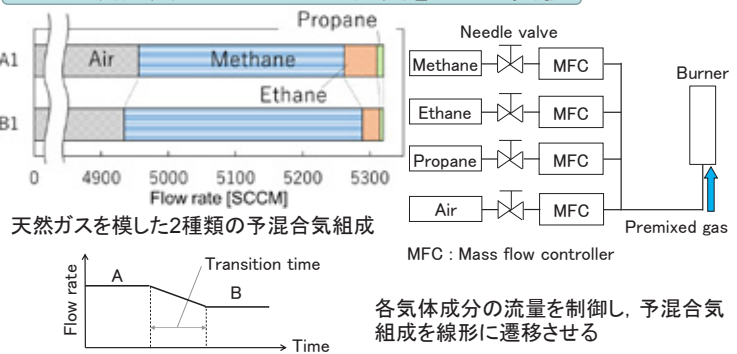 Propane
A1
Air
Methane
Ethane
B1
0
4900
5000
5100
5200
5300
Flow rate [SCCM]
天然ガスを模した2種類の予混合気組成
Needle valve
Methane
MFC
Burner
Ethane
MFC
Propane
MFC
Air
MFC
Premixed gas
MFC : Mass flow controller
Flow rate
A
Transition time
B
Time
各気体成分の流量を制御し，予混合気
組成を線形に遷移させる